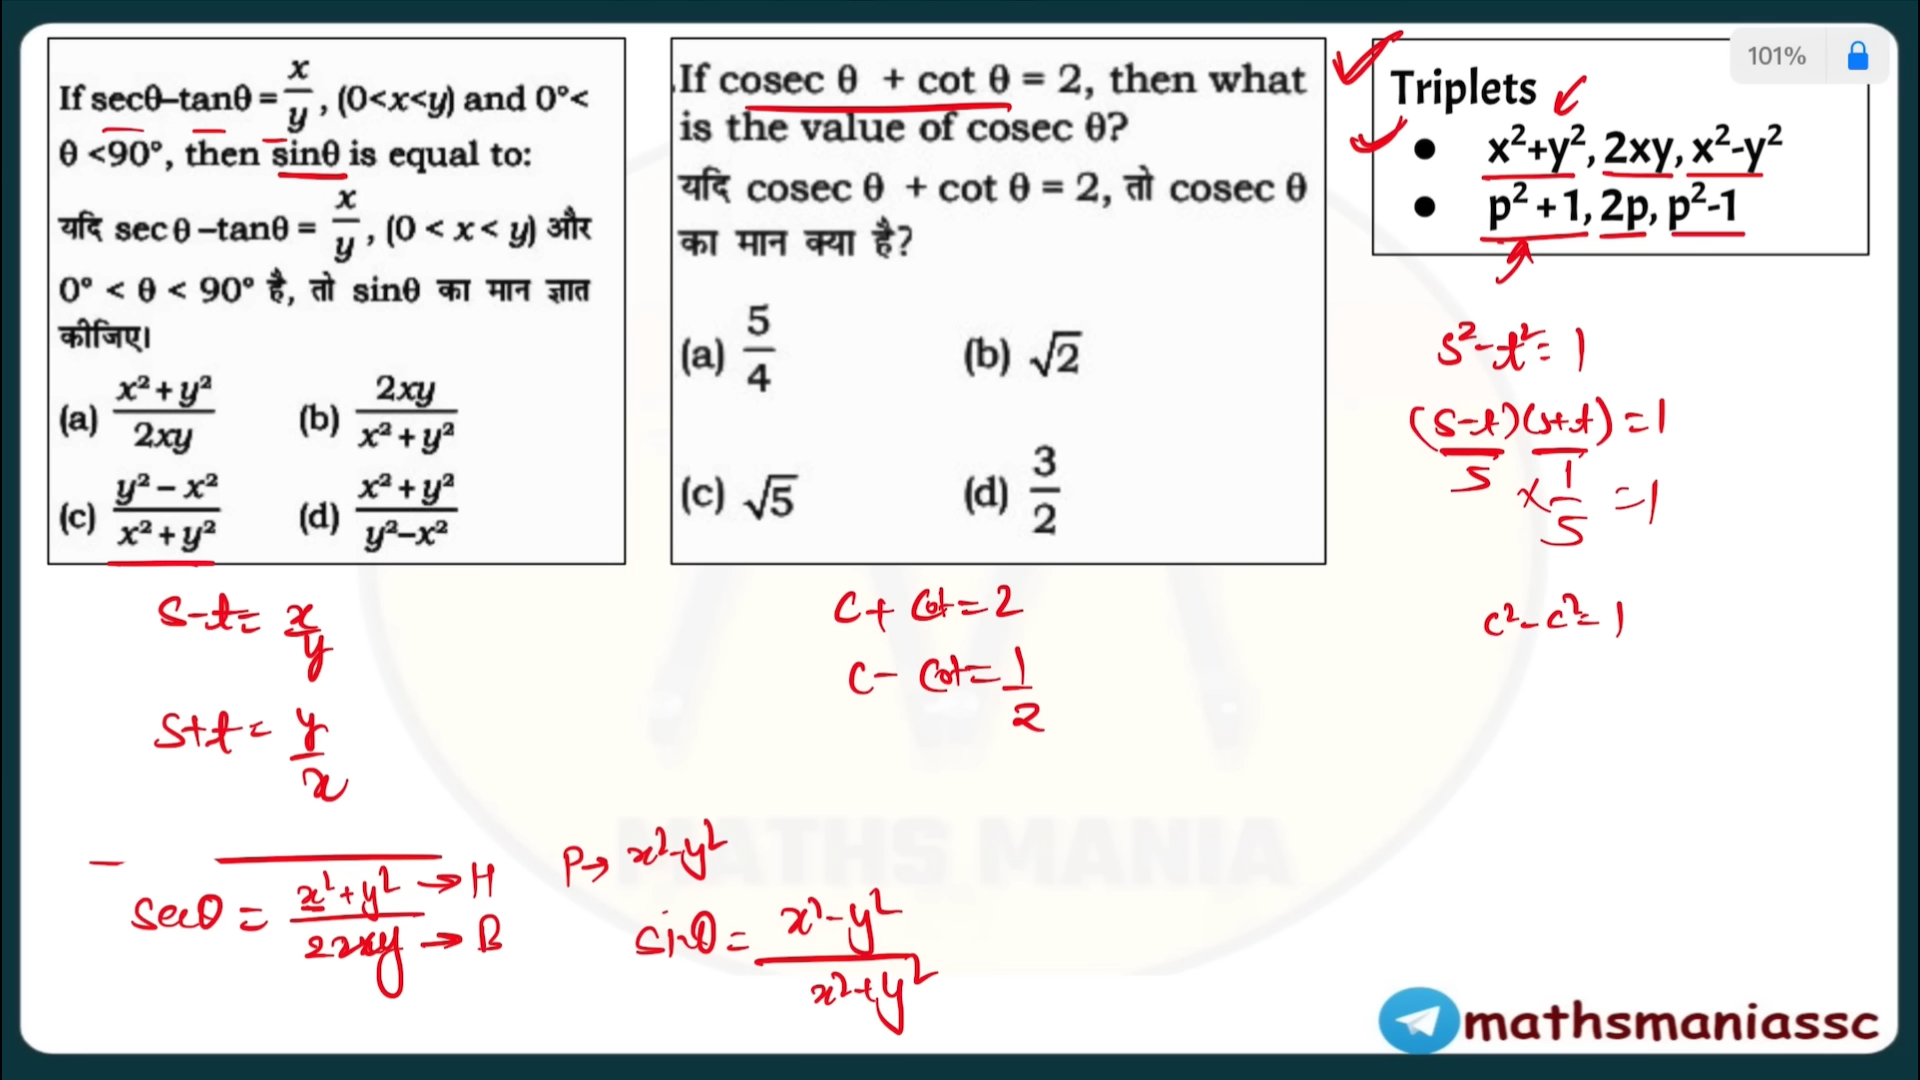 If secθ–tanθ = x/y, (0<x<y) and 0°<
θ <90°, then sinθ is equal to:
यदि sec θ –tanθ = x/y, (0 < x < y) और
0° < θ < 90° है, तो sinθ का मान ज्ञात
कीजिए।
(a) x² + y²/2xy (b) 2xy/x² + y²
(c) y² – x²/x² + y² (d) x² + y²/y²–x²
If cosec θ + cot θ = 2, then what
is the value of cosec θ?
यदि cosec θ + cot θ = 2, तो cosec θ
का मान क्या है?
(a) 5/4 (b) √2
(c) √5 (d) 3/2
101%
Triplets
● x²+y², 2xy, x²-y²
● p² + 1, 2p, p²-1
s² - t² = 1
(s-t)(s+t) = 1
5 × 1/5 = 1
c² - c² = 1
s-t = x/y
s+t = y/x
secθ = x²+y² → H
→ B
c + cot = 2
c - cot = 1/2
P → x²-y²
sinθ = x²-y²/x²+y²
MATHS MANIA
mathsmaniassc